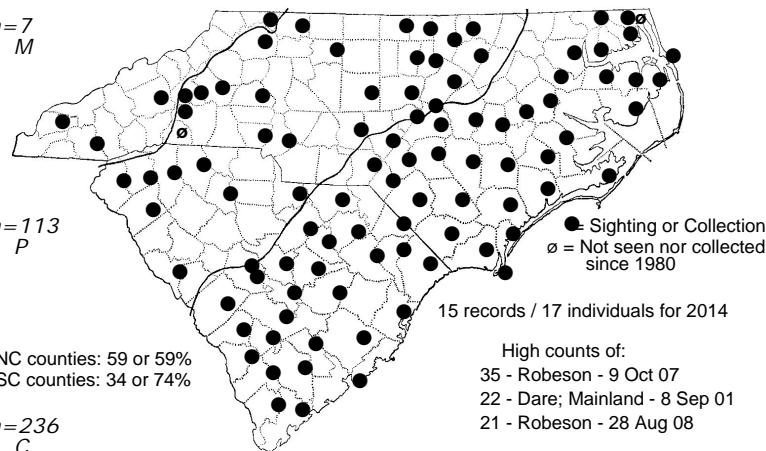 n=7
M
n=113
P
● = Sighting or Collection
ø = Not seen nor collected
since 1980
15 records / 17 individuals for 2014
NC counties: 59 or 59%
SC counties: 34 or 74%
High counts of:
35 - Robeson - 9 Oct 07
22 - Dare; Mainland - 8 Sep 01
21 - Robeson - 28 Aug 08
n=236
C